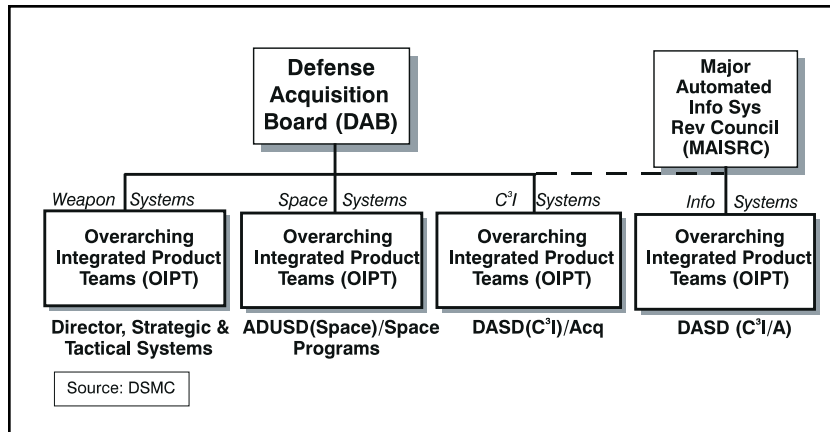 Defense
Acquisition
Board (DAB)
Major
Automated
Info Sys
Rev Council
(MAISRC)
Weapon Systems
Space Systems
C³I Systems
Info Systems
Overarching
Integrated Product
Teams (OIPT)
Overarching
Integrated Product
Teams (OIPT)
Overarching
Integrated Product
Teams (OIPT)
Overarching
Integrated Product
Teams (OIPT)
Director, Strategic &
Tactical Systems
ADUSD(Space)/Space
Programs
DASD(C³I)/Acq
DASD (C³I/A)
Source: DSMC